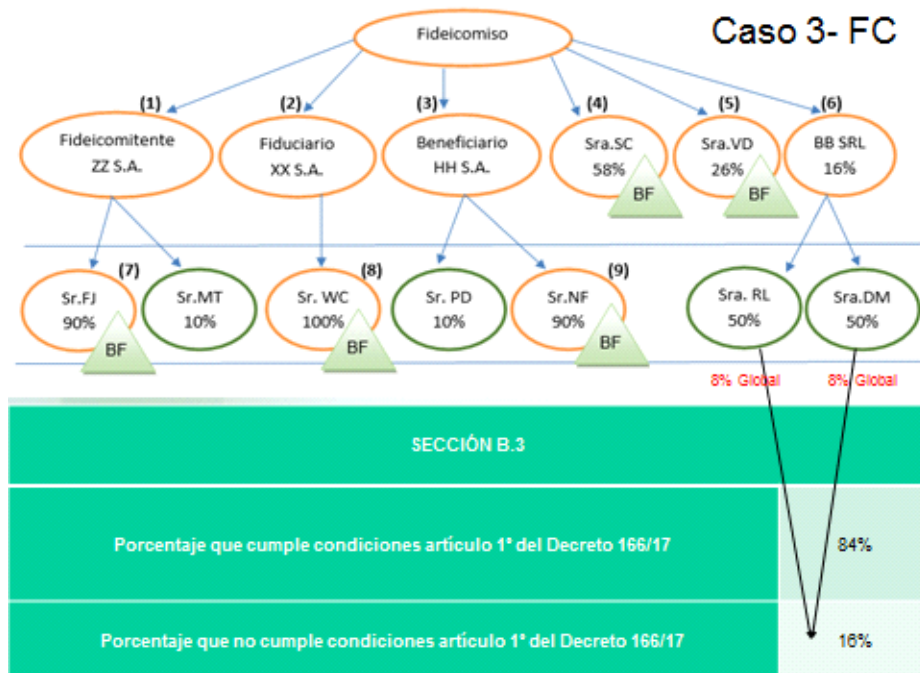 Caso 3- FC
Fideicomiso
(1)
(2)
(3)
(4)
(5)
(6)
Fideicomitente
ZZ S.A.
Fiduciario
XX S.A.
Beneficiario
HH S.A.
Sra.SC
58%
BF
Sra.VD
26%
BF
BB SRL
16%
(7)
(8)
(9)
Sr.FJ
90%
BF
Sr.MT
10%
Sr. WC
100%
BF
Sr. PD
10%
Sr.NF
90%
BF
Sra. RL
50%
Sra.DM
50%
8% Global
8% Global
SECCIÓN B.3
Porcentaje que cumple condiciones artículo 1° del Decreto 166/17
84%
Porcentaje que no cumple condiciones artículo 1° del Decreto 166/17
16%